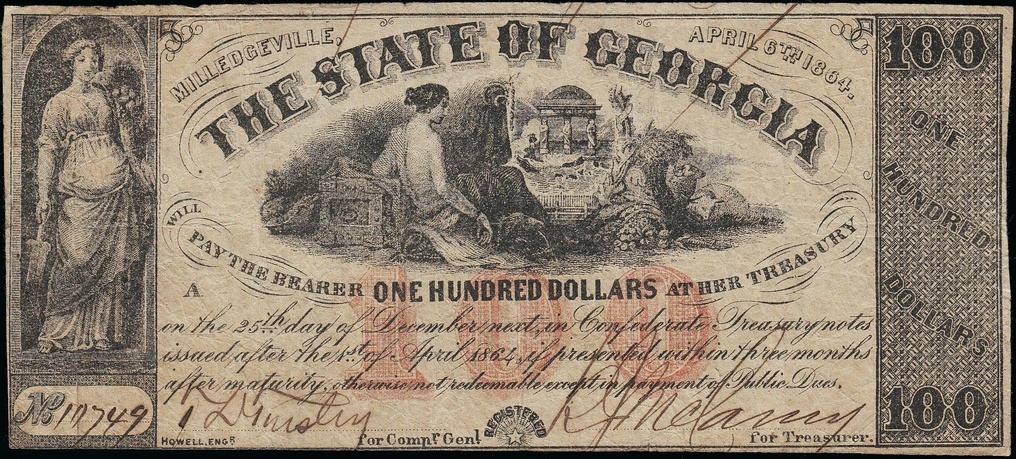 MILLEDGEVILLE, APRIL 6TH 1864.
THE STATE OF GEORGIA
WILL
PAY THE BEARER ONE HUNDRED DOLLARS AT HER TREASURY
A
100
on the 25th day of December next, in Confederate Treasury notes
issued after the 1st of April 1864, if presented within three months
after maturity, otherwise not redeemable except in payment of Public Dues.
No
for Compr Genl
REGISTERED
for Treasurer.
HOWELL, ENGR
100
ONE
HUNDRED
DOLLARS
100